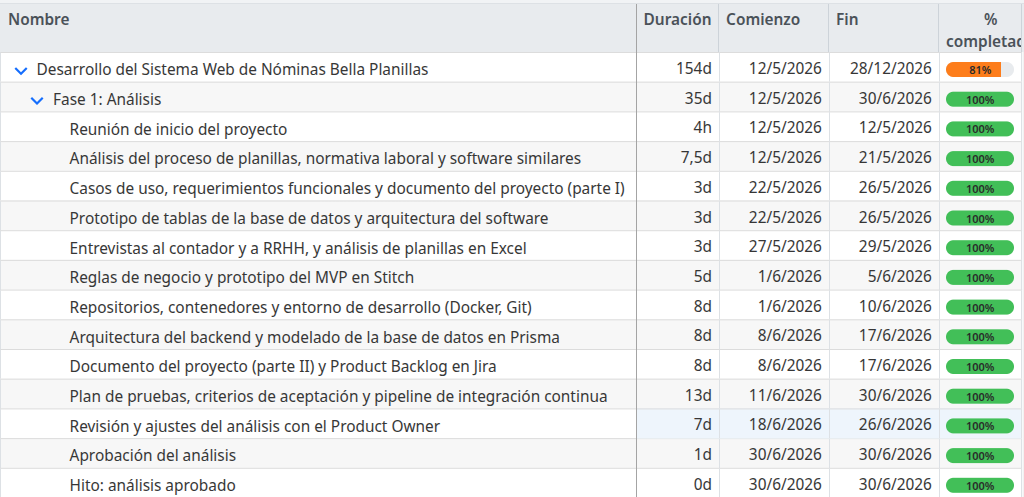 Nombre Duración Comienzo Fin % completad
Desarrollo del Sistema Web de Nóminas Bella Planillas 154d 12/5/2026 28/12/2026 81%
Fase 1: Análisis 35d 12/5/2026 30/6/2026 100%
Reunión de inicio del proyecto 4h 12/5/2026 12/5/2026 100%
Análisis del proceso de planillas, normativa laboral y software similares 7,5d 12/5/2026 21/5/2026 100%
Casos de uso, requerimientos funcionales y documento del proyecto (parte I) 3d 22/5/2026 26/5/2026 100%
Prototipo de tablas de la base de datos y arquitectura del software 3d 22/5/2026 26/5/2026 100%
Entrevistas al contador y a RRHH, y análisis de planillas en Excel 3d 27/5/2026 29/5/2026 100%
Reglas de negocio y prototipo del MVP en Stitch 5d 1/6/2026 5/6/2026 100%
Repositorios, contenedores y entorno de desarrollo (Docker, Git) 8d 1/6/2026 10/6/2026 100%
Arquitectura del backend y modelado de la base de datos en Prisma 8d 8/6/2026 17/6/2026 100%
Documento del proyecto (parte II) y Product Backlog en Jira 8d 8/6/2026 17/6/2026 100%
Plan de pruebas, criterios de aceptación y pipeline de integración continua 13d 11/6/2026 30/6/2026 100%
Revisión y ajustes del análisis con el Product Owner 7d 18/6/2026 26/6/2026 100%
Aprobación del análisis 1d 30/6/2026 30/6/2026 100%
Hito: análisis aprobado 0d 30/6/2026 30/6/2026 100%